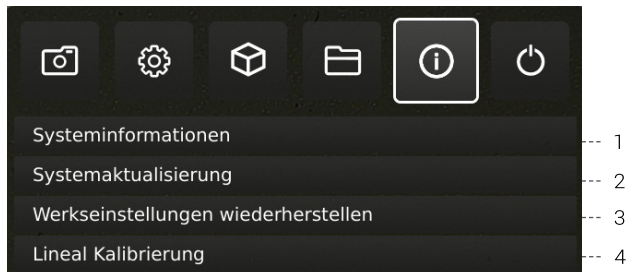 Systeminformationen
1
Systemaktualisierung
2
Werkseinstellungen wiederherstellen
3
Lineal Kalibrierung
4